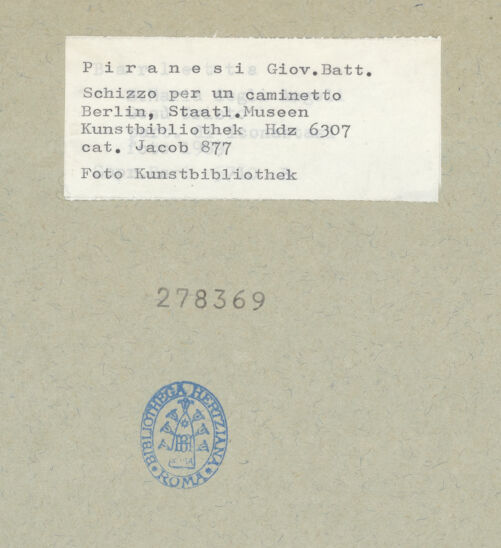 Piranesi Giov.Batt.
Schizzo per un caminetto
Berlin, Staatl.Museen
Kunstbibliothek Hdz 6307
cat. Jacob 877
Foto Kunstbibliothek
278369
BIBLIOTHECA HERTZIANA
ROMA